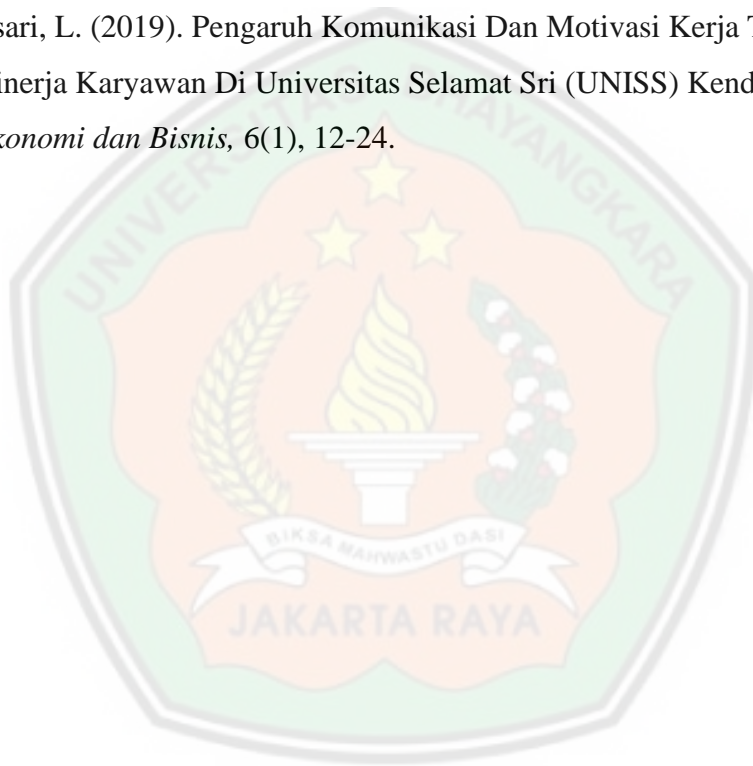 sari, L. (2019). Pengaruh Komunikasi Dan Motivasi Kerja T
inerja Karyawan Di Universitas Selamat Sri (UNISS) Kend
konomi dan Bisnis, 6(1), 12-24.
UNIVERSITAS BHAYANGKARA
BIKSA MAHWASTU DASI
JAKARTA RAYA